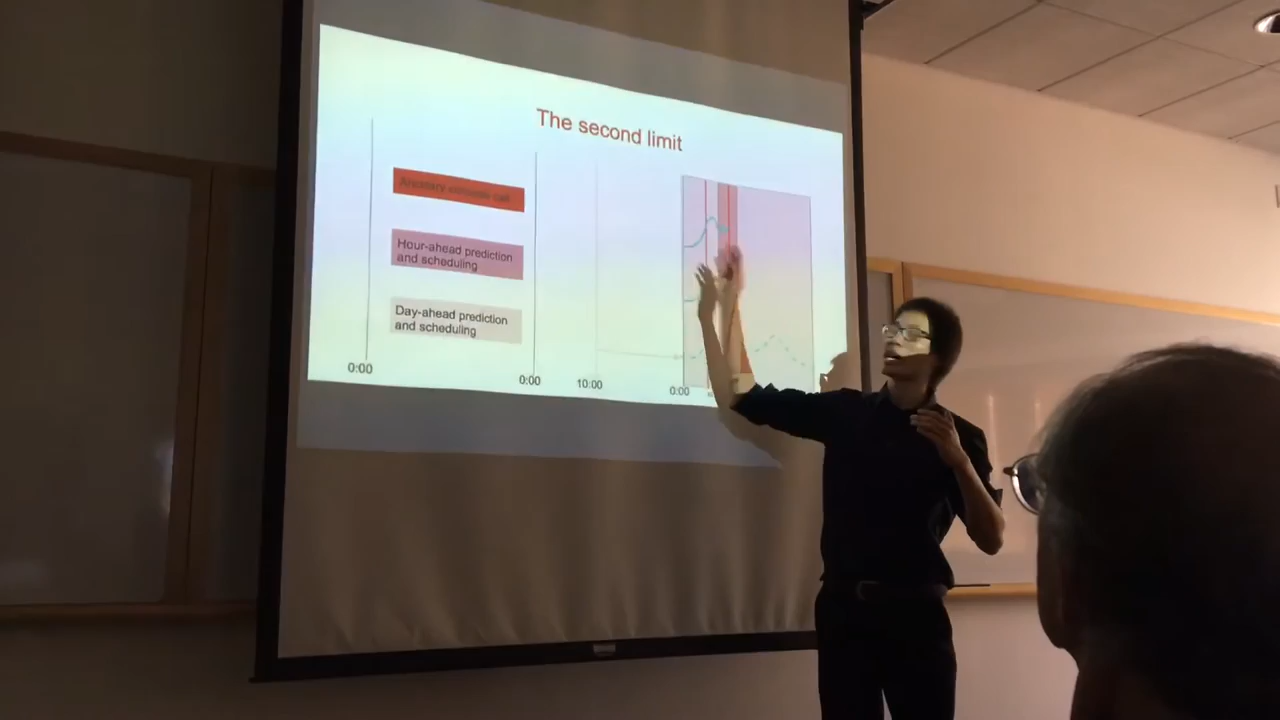 The second limit
Hour-ahead prediction
and scheduling
Day-ahead prediction
and scheduling
0:00
0:00
10:00
0:00